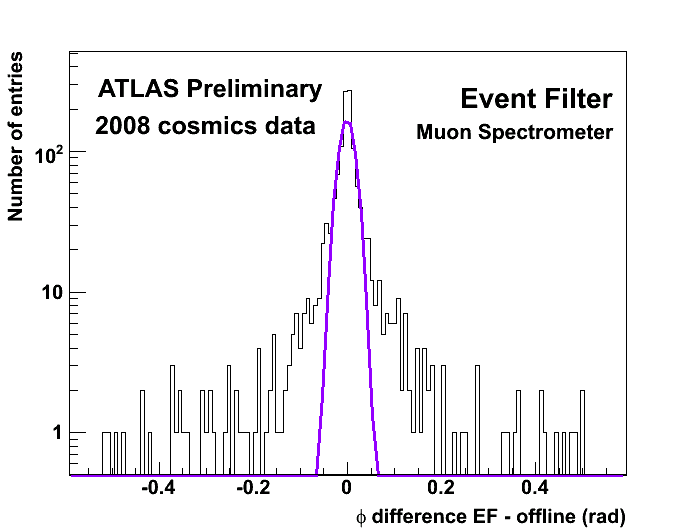 ATLAS Preliminary
2008 cosmics data
Event Filter
Muon Spectrometer
Number of entries
10²
10
1
-0.4 -0.2 0 0.2 0.4
ϕ difference EF - offline (rad)